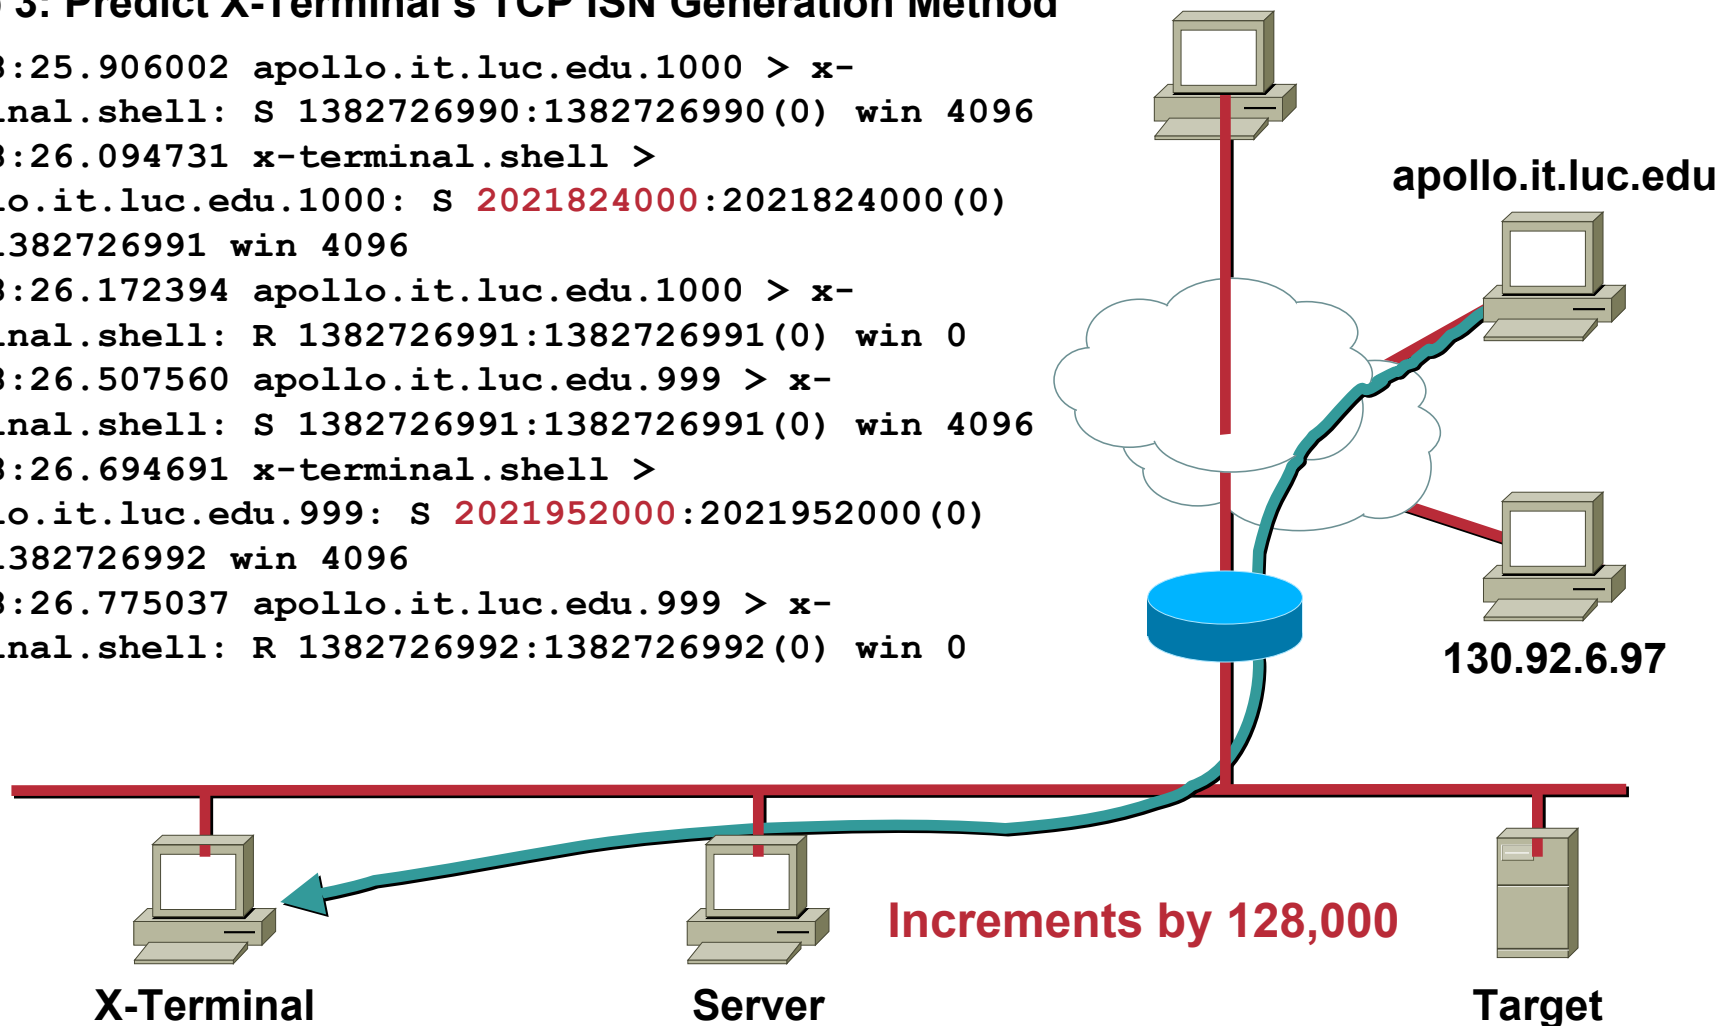 3: Predict X-Terminal's TCP ISN Generation Method
:25.906002 apollo.it.luc.edu.1000 > x-
nal.shell: S 1382726990:1382726990(0) win 4096
:26.094731 x-terminal.shell >
o.it.luc.edu.1000: S 2021824000:2021824000(0)
1382726991 win 4096
:26.172394 apollo.it.luc.edu.1000 > x-
nal.shell: R 1382726991:1382726991(0) win 0
:26.507560 apollo.it.luc.edu.999 > x-
nal.shell: S 1382726991:1382726991(0) win 4096
:26.694691 x-terminal.shell >
o.it.luc.edu.999: S 2021952000:2021952000(0)
1382726992 win 4096
:26.775037 apollo.it.luc.edu.999 > x-
nal.shell: R 1382726992:1382726992(0) win 0
apollo.it.luc.edu
130.92.6.97
Increments by 128,000
X-Terminal
Server
Target